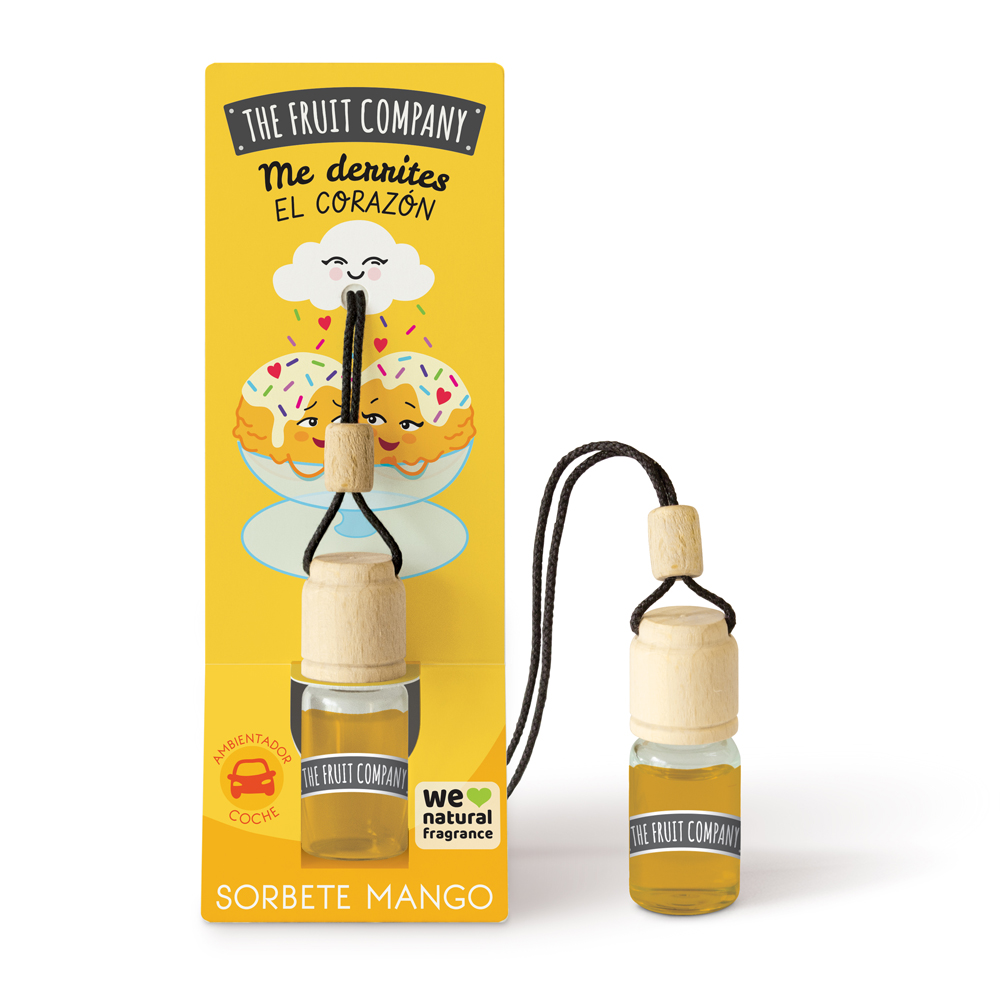 THE FRUIT COMPANY
Me derrites
EL CORAZÓN
AMBIENTADOR
COCHE
THE FRUIT COMPANY
we
natural
fragrance
SORBETE MANGO
THE FRUIT COMPANY